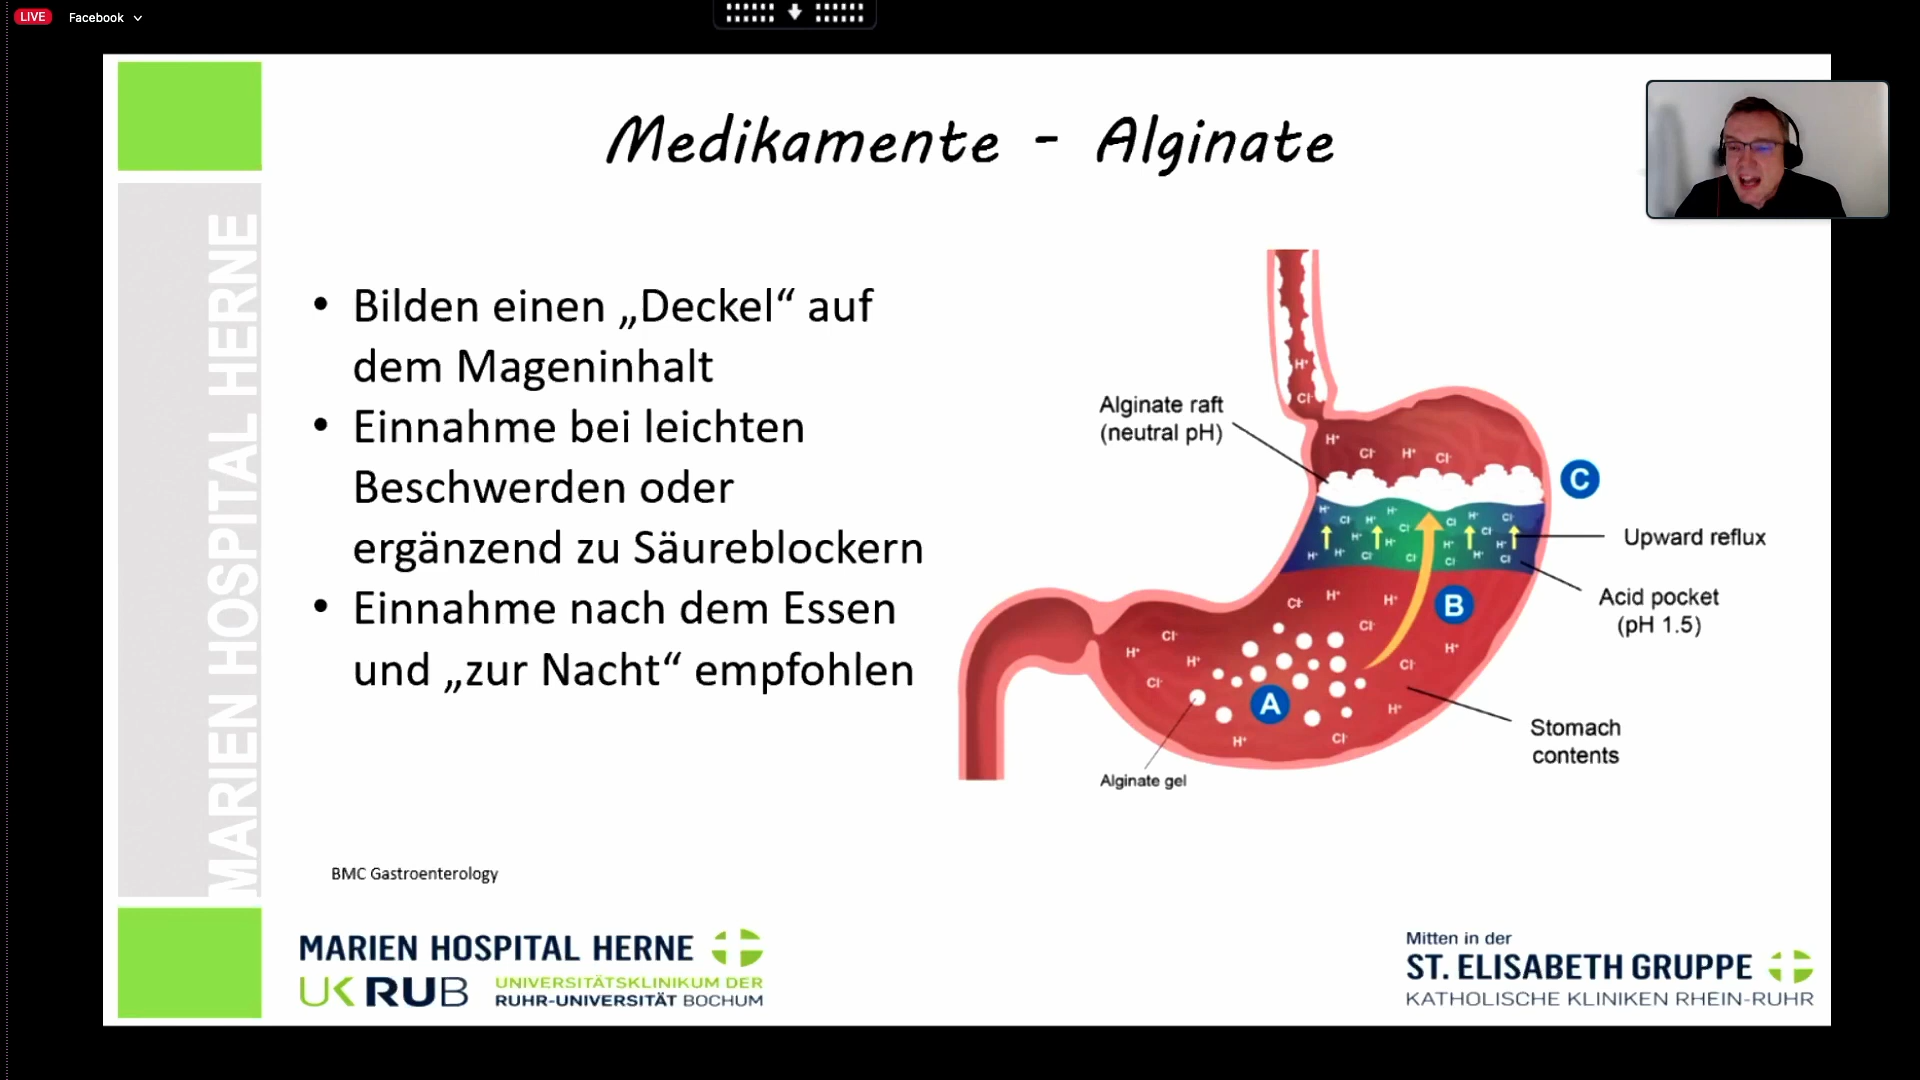 LIVE
Facebook
Medikamente - Alginate
MARIEN HOSPITAL HERNE
• Bilden einen „Deckel“ auf
dem Mageninhalt
• Einnahme bei leichten
Beschwerden oder
ergänzend zu Säureblockern
• Einnahme nach dem Essen
und „zur Nacht“ empfohlen
Alginate raft
(neutral pH)
C
Upward reflux
Acid pocket
(pH 1.5)
B
A
Stomach
contents
Alginate gel
H⁺
Cl⁻
H⁺
Cl⁻ H⁺ Cl⁻
BMC Gastroenterology
MARIEN HOSPITAL HERNE
UK RUB
UNIVERSITÄTSKLINIKUM DER
RUHR-UNIVERSITÄT BOCHUM
Mitten in der
ST. ELISABETH GRUPPE
KATHOLISCHE KLINIKEN RHEIN-RUHR